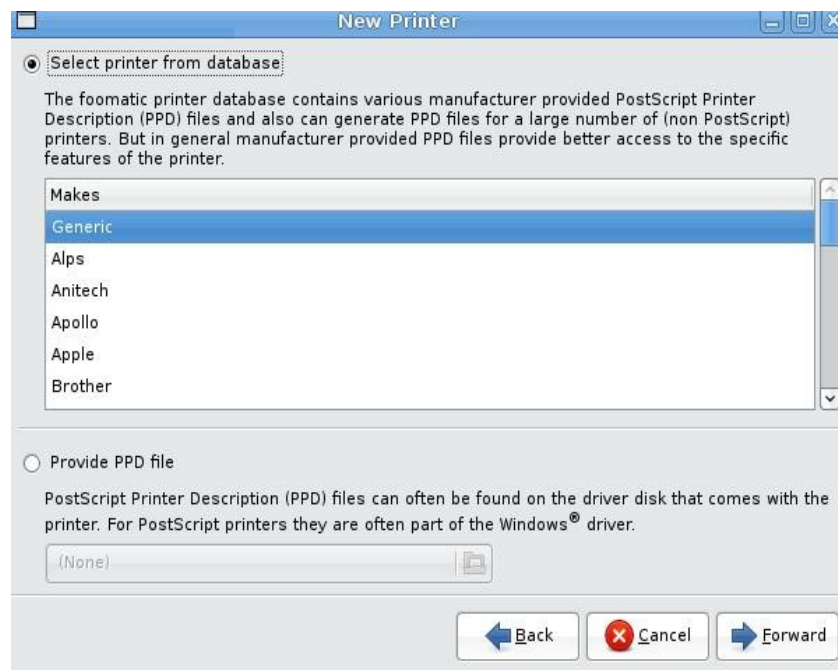 New Printer
Select printer from database
The foomatic printer database contains various manufacturer provided PostScript Printer
Description (PPD) files and also can generate PPD files for a large number of (non PostScript)
printers. But in general manufacturer provided PPD files provide better access to the specific
features of the printer.
Makes
Generic
Alps
Anitech
Apollo
Apple
Brother
Provide PPD file
PostScript Printer Description (PPD) files can often be found on the driver disk that comes with the
printer. For PostScript printers they are often part of the Windows® driver.
(None)
Back Cancel Forward